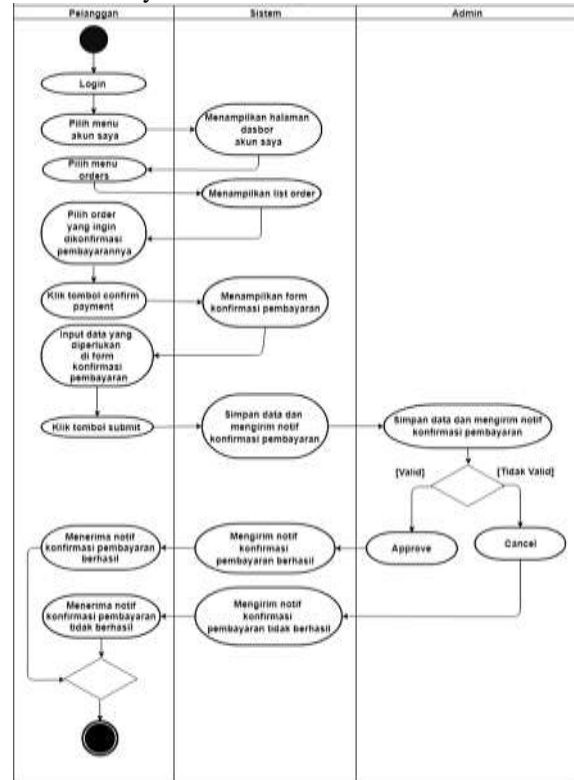 Pelanggan
Sistem
Admin
Login
Pilih menu
akun saya
Menampilkan halaman
dasbor
akun saya
Pilih menu
orders
Menampilkan list order
Pilih order
yang ingin
dikonfirmasi
pembayarannya
Klik tombol confirm
payment
Menampilkan form
konfirmasi pembayaran
Input data yang
diperlukan
di form
konfirmasi
pembayaran
Klik tombol submit
Simpan data dan
mengirim notif
konfirmasi pembayaran
Simpan data dan mengirim notif
konfirmasi pembayaran
[Valid]
[Tidak Valid]
Menerima notif
konfirmasi pembayaran
berhasil
Mengirim notif
konfirmasi
pembayaran berhasil
Approve
Cancel
Menerima notif
konfirmasi pembayaran
tidak berhasil
Mengirim notif
konfirmasi
pembayaran tidak berhasil